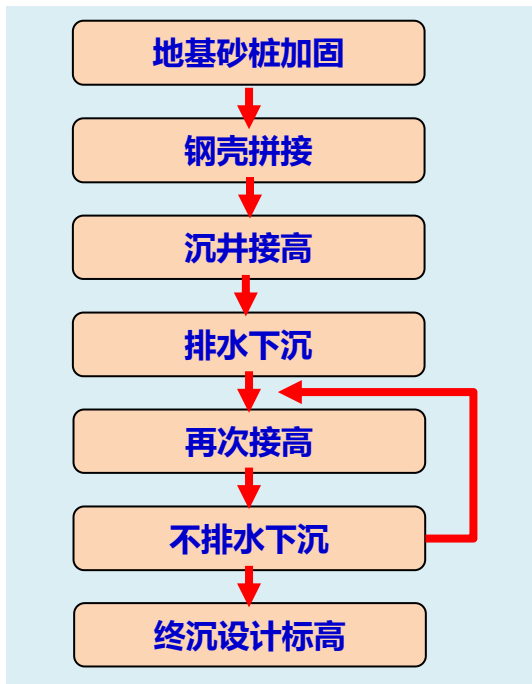 地基砂桩加固
钢壳拼接
沉井接高
排水下沉
再次接高
不排水下沉
终沉设计标高